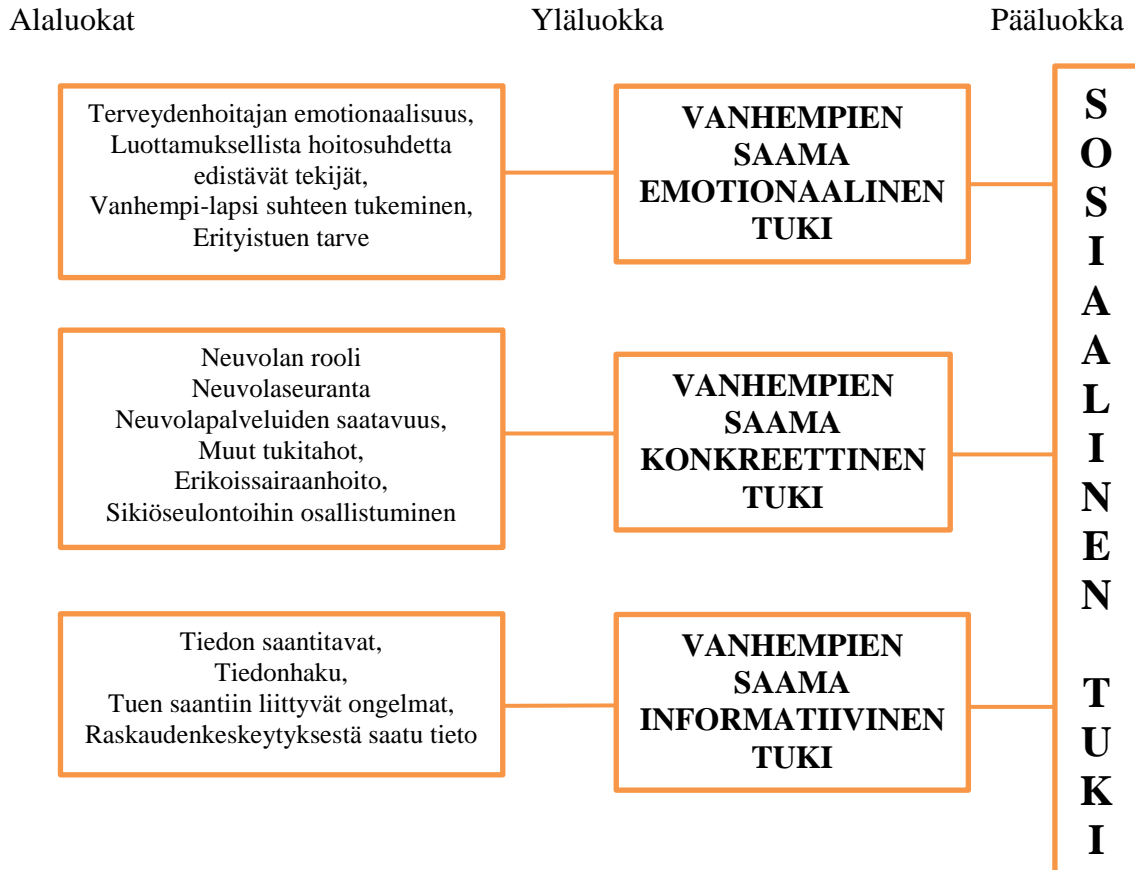 Alaluokat
Yläluokka
Pääluokka
Terveydenhoitajan emotionaalisuus,
Luottamuksellista hoitosuhdetta
edistävät tekijät,
Vanhempi-lapsi suhteen tukeminen,
Erityistuen tarve
VANHEMPIEN
SAAMA
EMOTIONAALINEN
TUKI
Neuvolan rooli
Neuvolaseuranta
Neuvolapalveluiden saatavuus,
Muut tukitahot,
Erikoissairaanhoito,
Sikiöseulontoihin osallistuminen
VANHEMPIEN
SAAMA
KONKREETTINEN
TUKI
Tiedon saantitavat,
Tiedonhaku,
Tuen saantiin liittyvät ongelmat,
Raskaudenkeskeytyksestä saatu tieto
VANHEMPIEN
SAAMA
INFORMATIIVINEN
TUKI
S
O
S
I
A
A
L
I
N
E
N
T
U
K
I